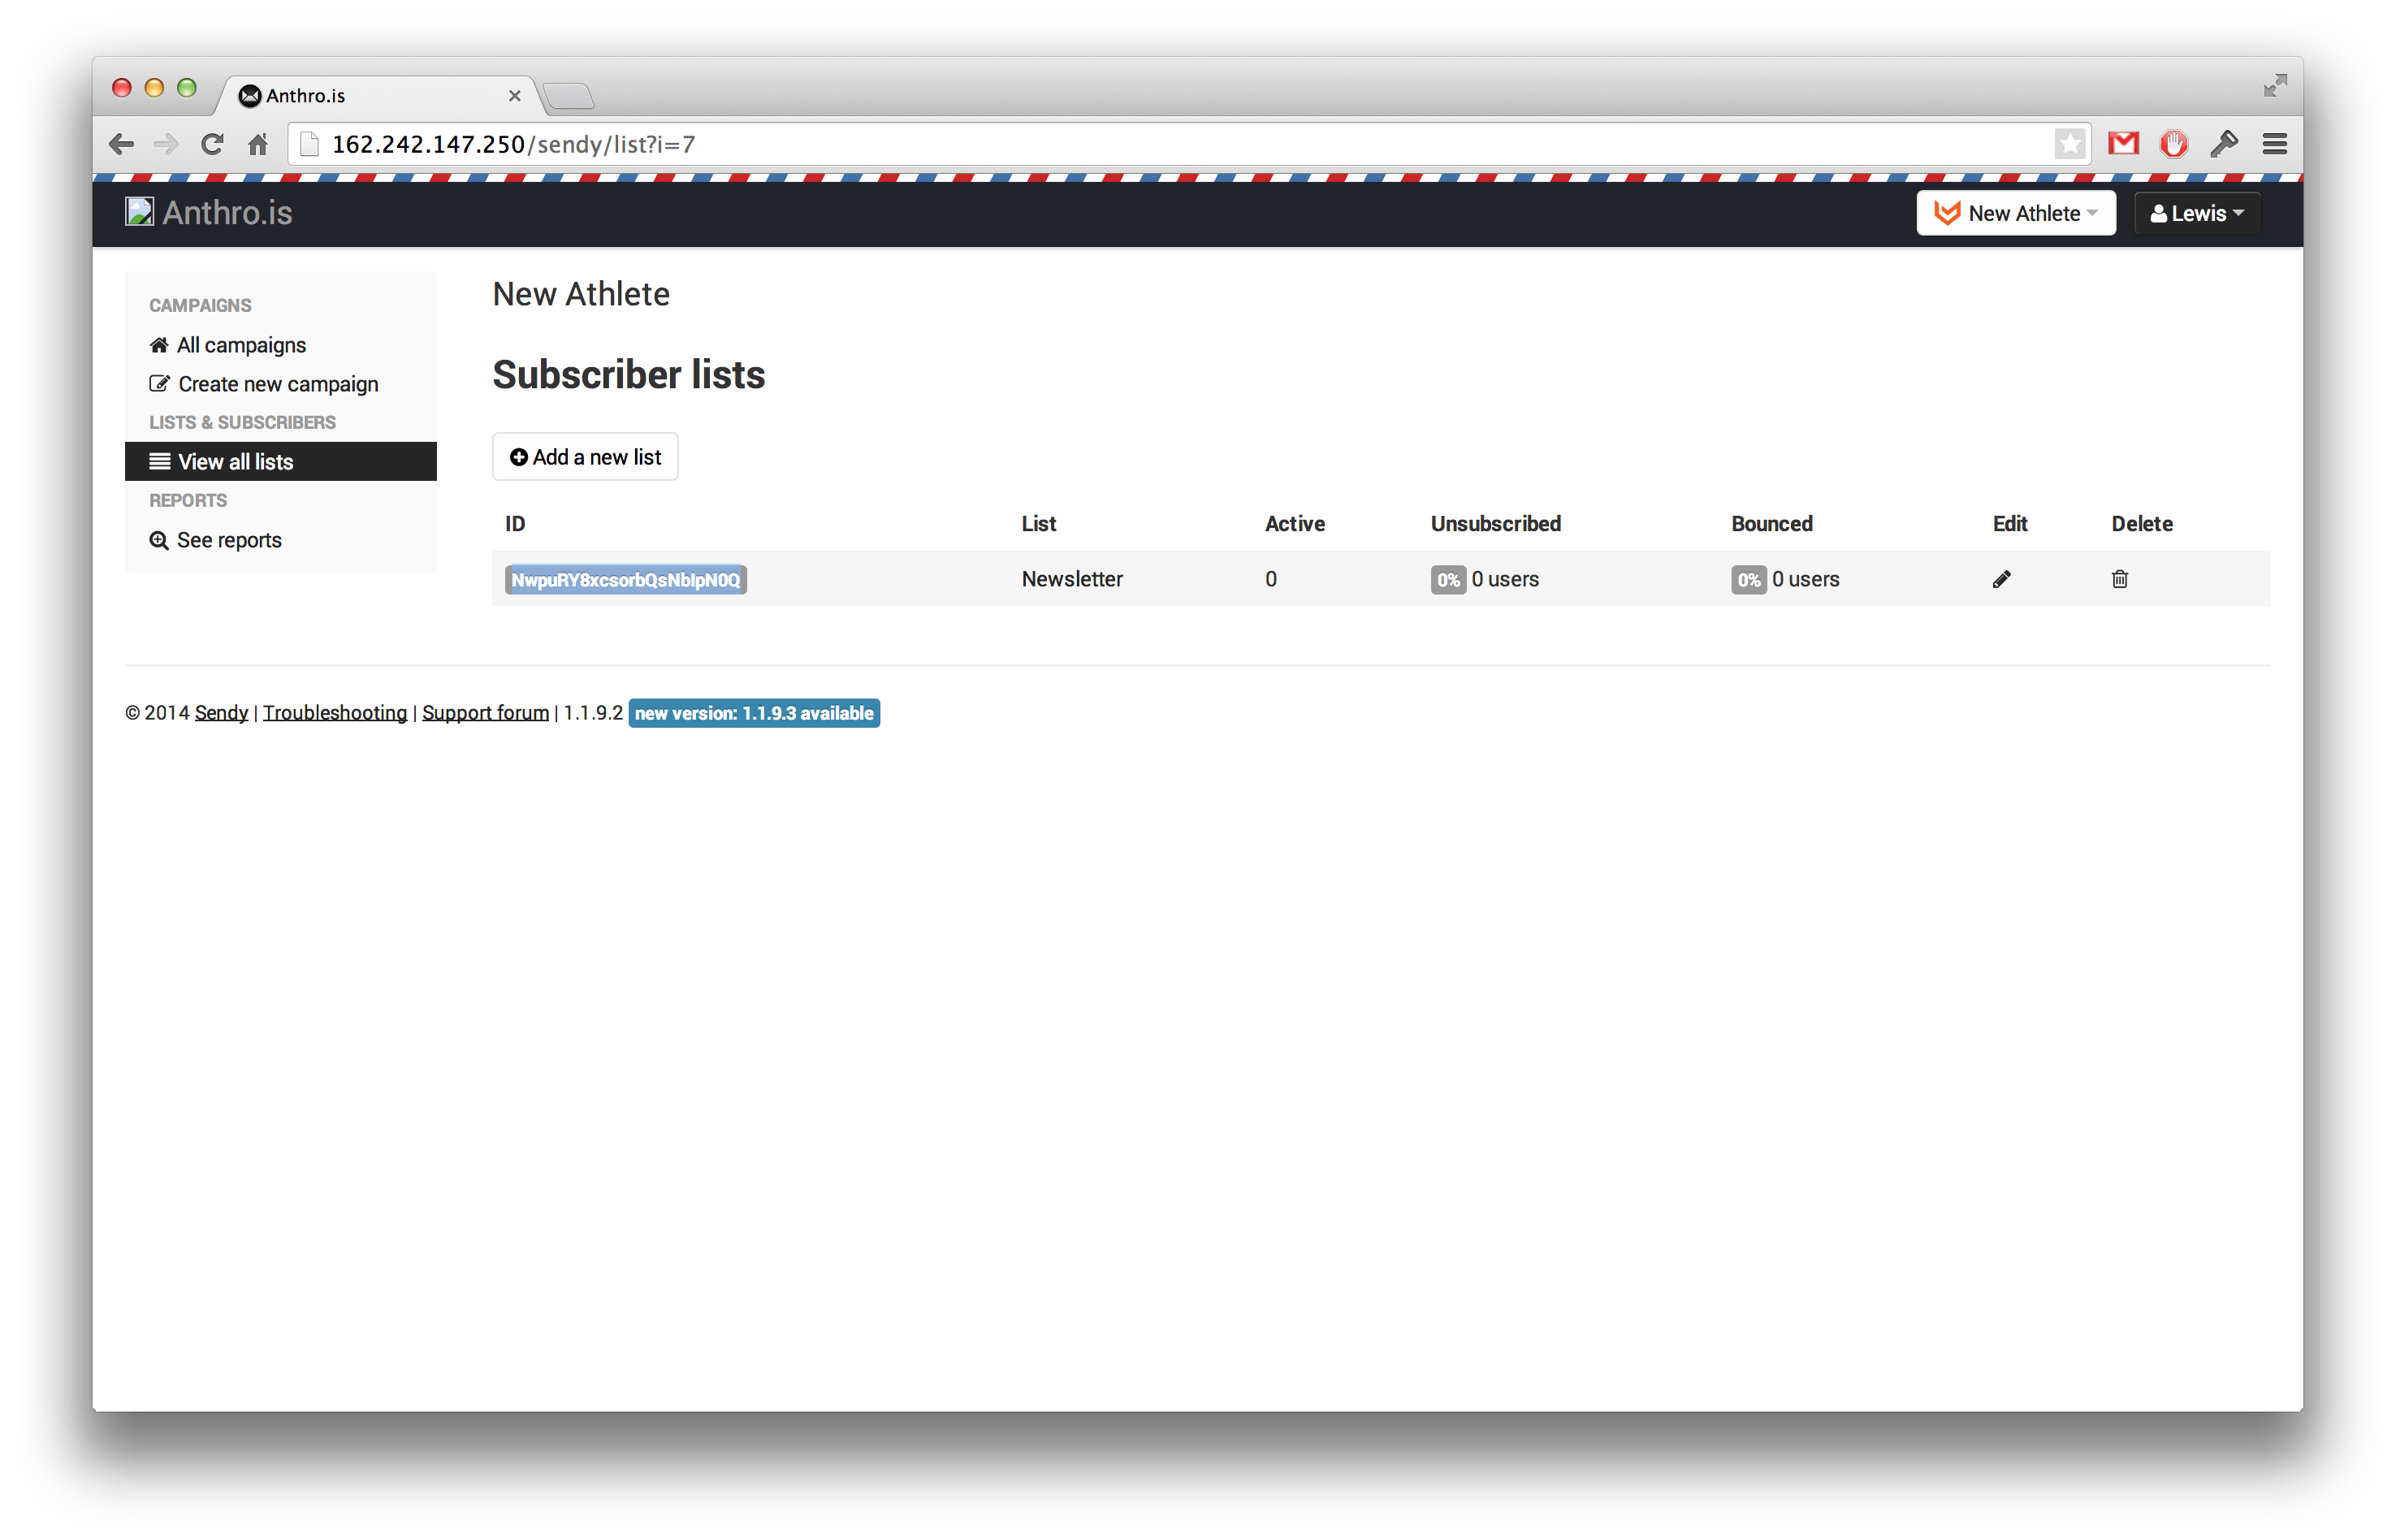 Anthro.is
162.242.147.250/sendy/list?i=7
Anthro.is
New Athlete
Lewis
CAMPAIGNS
All campaigns
Create new campaign
LISTS & SUBSCRIBERS
View all lists
REPORTS
See reports
New Athlete
Subscriber lists
Add a new list
ID List Active Unsubscribed Bounced Edit Delete
NwpuRY8xcsorbQsNbIpN0Q Newsletter 0 0% 0 users 0% 0 users
© 2014 Sendy | Troubleshooting | Support forum | 1.1.9.2 new version: 1.1.9.3 available